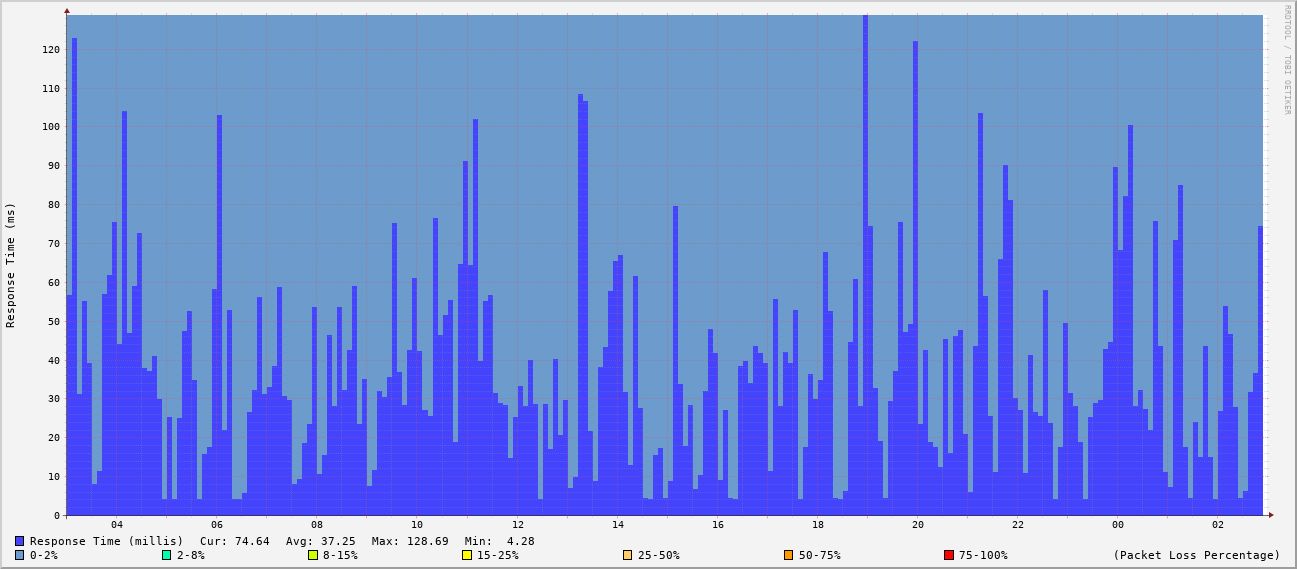 RRDTOOL / TOBI OETIKER
Response Time (ms)
120
110
100
90
80
70
60
50
40
30
20
10
0
04 06 08 10 12 14 16 18 20 22 00 02
Response Time (millis) Cur: 74.64 Avg: 37.25 Max: 128.69 Min: 4.28
0-2% 2-8% 8-15% 15-25% 25-50% 50-75% 75-100% (Packet Loss Percentage)